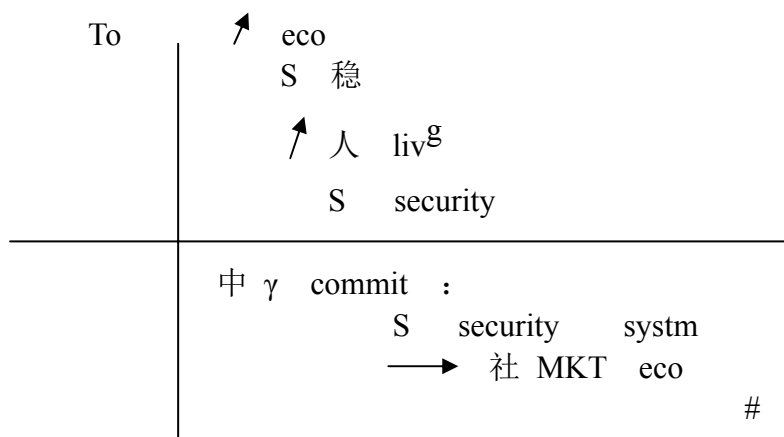 To ↗ eco
S 稳
↗ 人 livᵍ
S security
中 γ commit :
S security systm
→ 社 MKT eco
#